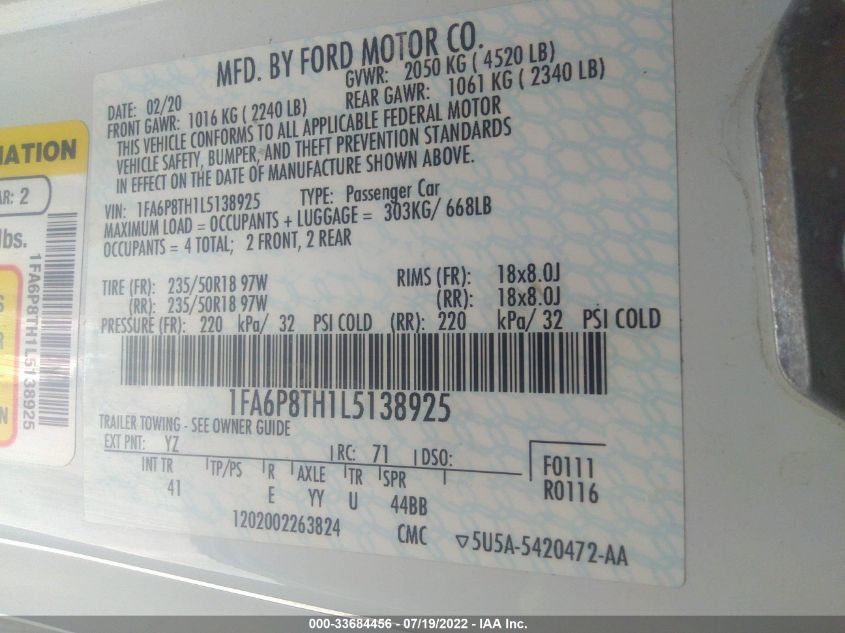 MFD. BY FORD MOTOR CO.
DATE: 02/20 GVWR: 2050 KG ( 4520 LB)
FRONT GAWR: 1016 KG ( 2240 LB) REAR GAWR: 1061 KG ( 2340 LB)
THIS VEHICLE CONFORMS TO ALL APPLICABLE FEDERAL MOTOR
VEHICLE SAFETY, BUMPER, AND THEFT PREVENTION STANDARDS
IN EFFECT ON THE DATE OF MANUFACTURE SHOWN ABOVE.
VIN: 1FA6P8TH1L5138925 TYPE: Passenger Car
MAXIMUM LOAD = OCCUPANTS + LUGGAGE = 303KG/ 668LB
OCCUPANTS = 4 TOTAL; 2 FRONT, 2 REAR
TIRE (FR): 235/50R18 97W RIMS (FR): 18x8.0J
(RR): 235/50R18 97W (RR): 18x8.0J
PRESSURE (FR): 220 kPa/ 32 PSI COLD (RR): 220 kPa/ 32 PSI COLD
1FA6P8TH1L5138925
TRAILER TOWING - SEE OWNER GUIDE
EXT PNT: YZ RC: 71 DSO:
INT TR TP/PS R AXLE TR SPR
41 E YY U 44BB
F0111
R0116
1202002263824 CMC ▽5U5A-5420472-AA
AR: 2
lbs.
1FA6P8TH1L5138925
000-33684456 - 07/19/2022 - IAA Inc.